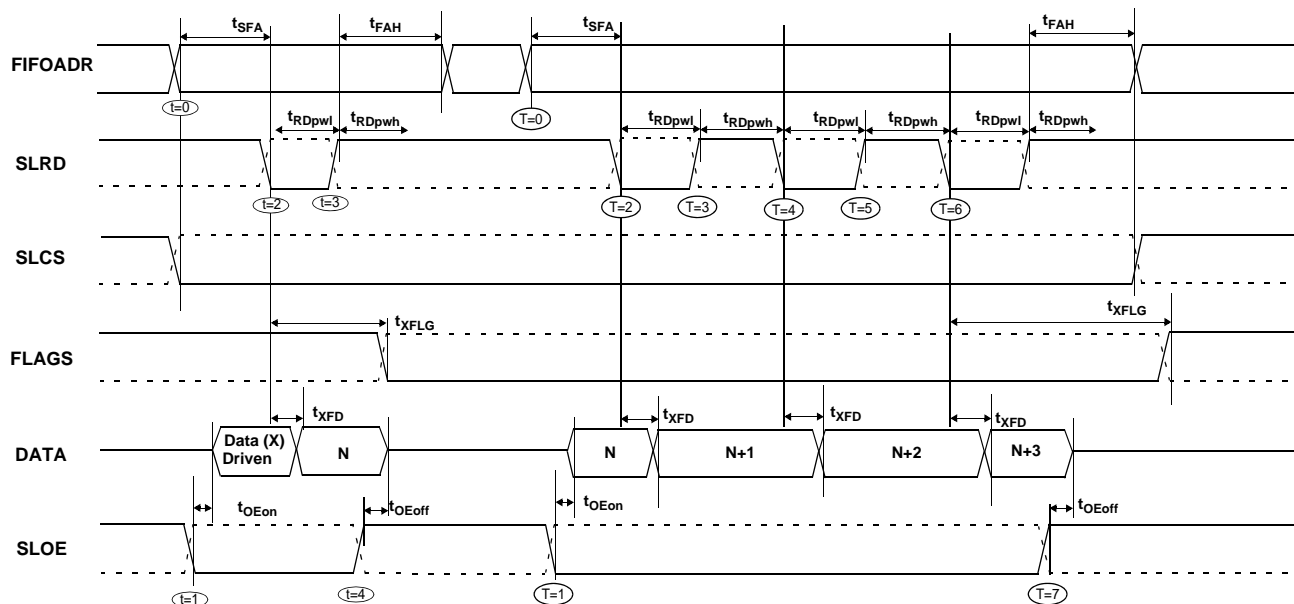 tSFA tFAH tSFA tFAH
FIFOADR
t=0 T=0
tRDpwl tRDpwh tRDpwl tRDpwh tRDpwl tRDpwh tRDpwl tRDpwh
SLRD
t=2 t=3 T=2 T=3 T=4 T=5 T=6
SLCS
tXFLG tXFLG
FLAGS
tXFD tXFD tXFD tXFD
DATA
Data (X)
Driven
N N N+1 N+2 N+3
tOEon tOEoff tOEon tOEoff
SLOE
t=1 t=4 T=1 T=7